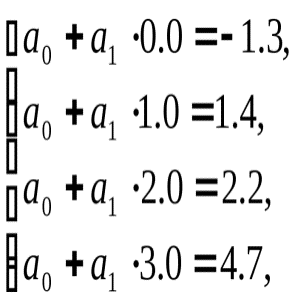 a₀ + a₁ ·0.0 = - 1.3,
a₀ + a₁ ·1.0 = 1.4,
a₀ + a₁ ·2.0 = 2.2,
a₀ + a₁ ·3.0 = 4.7,